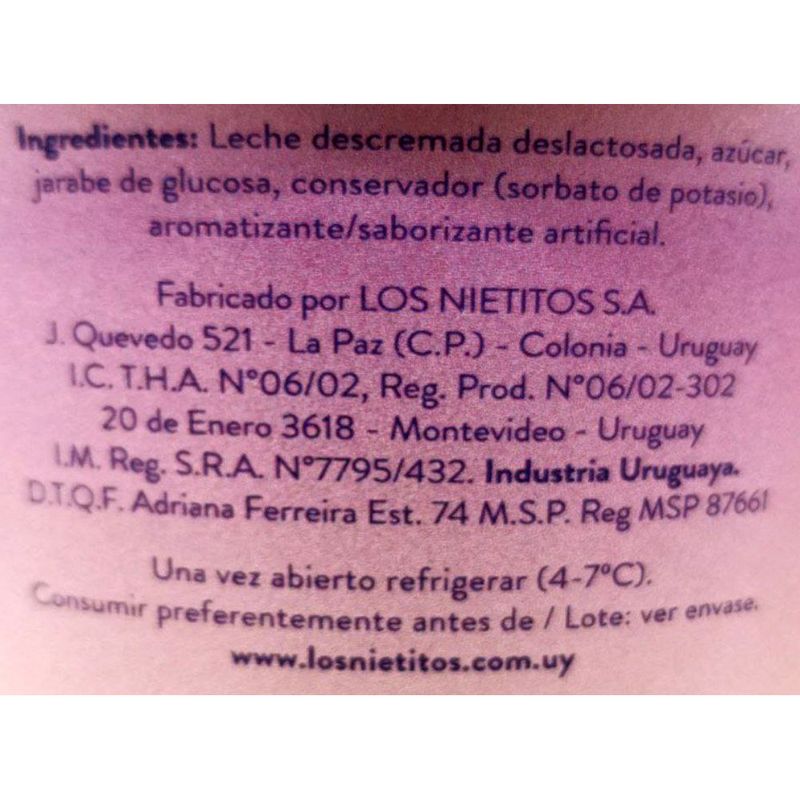 Ingredientes: Leche descremada deslactosada, azúcar,
jarabe de glucosa, conservador (sorbato de potasio),
aromatizante/saborizante artificial.
Fabricado por LOS NIETITOS S.A.
J. Quevedo 521 - La Paz (C.P.) - Colonia - Uruguay
I.C. T.H.A. N°06/02, Reg. Prod. N°06/02-302
20 de Enero 3618 - Montevideo - Uruguay
I.M. Reg. S.R.A. N°7795/432. Industria Uruguaya.
D.T.Q.F. Adriana Ferreira Est. 74 M.S.P. Reg MSP 87661
Una vez abierto refrigerar (4-7°C).
Consumir preferentemente antes de / Lote: ver envase.
www.losnietitos.com.uy